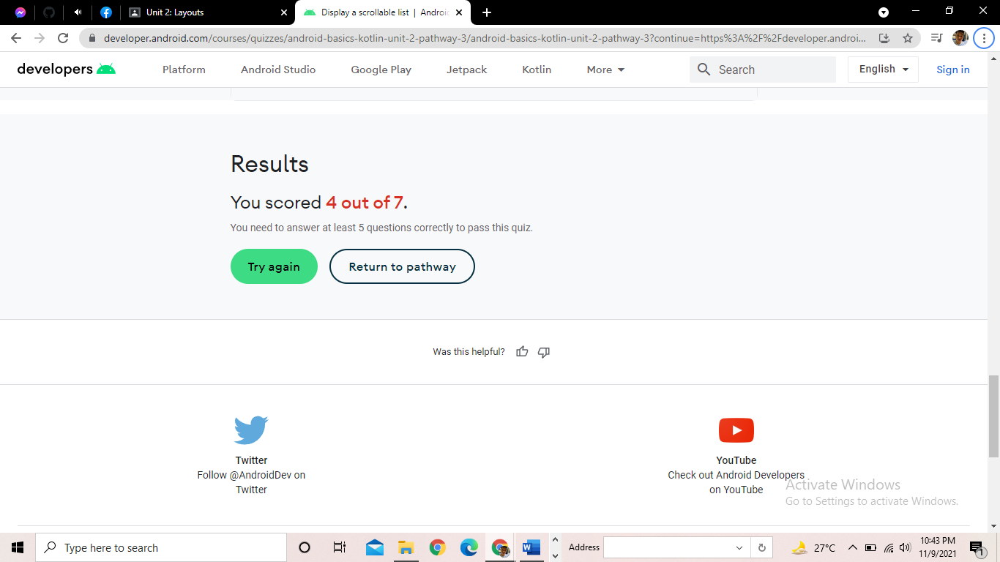 Unit 2: Layouts
Display a scrollable list | Androi
developer.android.com/courses/quizzes/android-basics-kotlin-unit-2-pathway-3/android-basics-kotlin-unit-2-pathway-3?continue=https%3A%2F%2Fdeveloper.androi...
developers Platform Android Studio Google Play Jetpack Kotlin More Search English Sign in
Results
You scored 4 out of 7.
You need to answer at least 5 questions correctly to pass this quiz.
Try again Return to pathway
Was this helpful?
Twitter
Follow @AndroidDev on
Twitter
YouTube
Check out Android Developers
on YouTube
Activate Windows
Go to Settings to activate Windows.
Type here to search Address 27°C 10:43 PM
11/9/2021 1